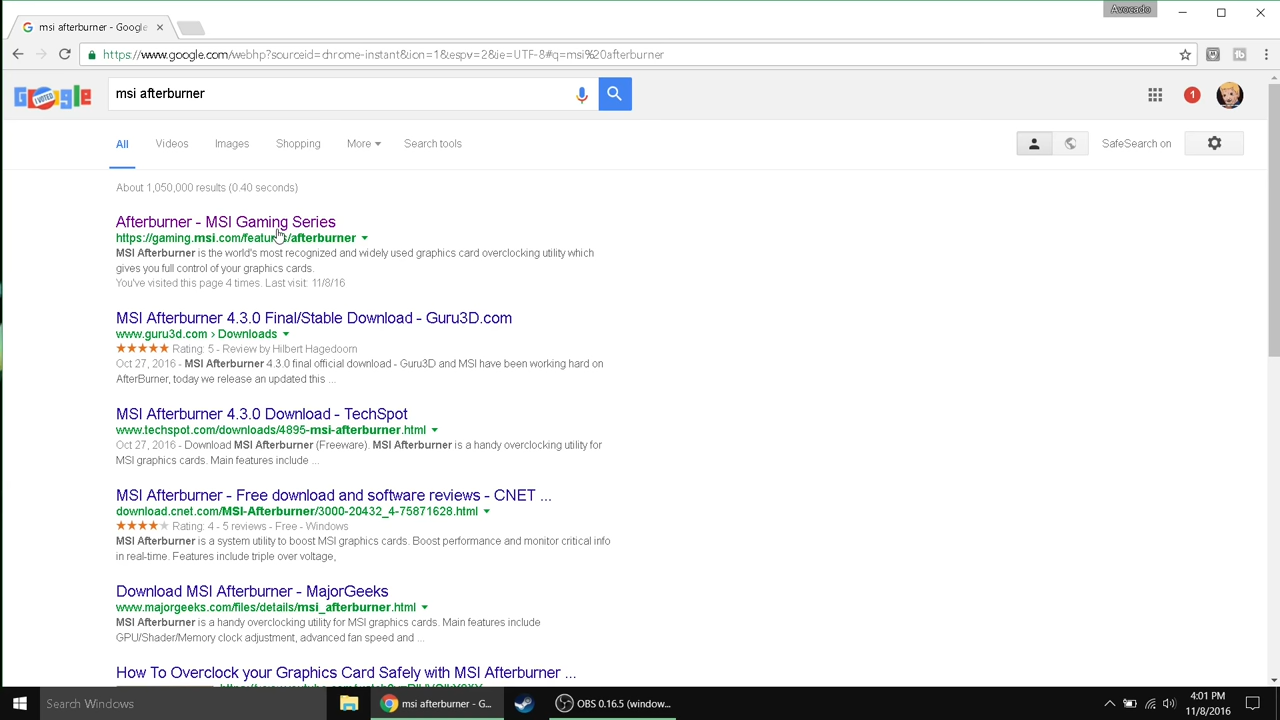 Avocado
msi afterburner - Google
https://www.google.com/webhp?sourceid=chrome-instant&ion=1&espv=2&ie=UTF-8#q=msi%20afterburner
Google
I VOTED
msi afterburner
1
All Videos Images Shopping More Search tools
SafeSearch on
About 1,050,000 results (0.40 seconds)
Afterburner - MSI Gaming Series
https://gaming.msi.com/features/afterburner
MSI Afterburner is the world's most recognized and widely used graphics card overclocking utility which
gives you full control of your graphics cards.
You've visited this page 4 times. Last visit: 11/8/16
MSI Afterburner 4.3.0 Final/Stable Download - Guru3D.com
www.guru3d.com › Downloads
Rating: 5 - Review by Hilbert Hagedoorn
Oct 27, 2016 - MSI Afterburner 4.3.0 final official download - Guru3D and MSI have been working hard on
AfterBurner, today we release an updated this ...
MSI Afterburner 4.3.0 Download - TechSpot
www.techspot.com/downloads/4895-msi-afterburner.html
Oct 27, 2016 - Download MSI Afterburner (Freeware). MSI Afterburner is a handy overclocking utility for
MSI graphics cards. Main features include ...
MSI Afterburner - Free download and software reviews - CNET ...
download.cnet.com/MSI-Afterburner/3000-20432_4-75871628.html
Rating: 4 - 5 reviews - Free - Windows
MSI Afterburner is a system utility to boost MSI graphics cards. Boost performance and monitor critical info
in real-time. Features include triple over voltage,
Download MSI Afterburner - MajorGeeks
www.majorgeeks.com/files/details/msi_afterburner.html
MSI Afterburner is a handy overclocking utility for MSI graphics cards. Main features include
GPU/Shader/Memory clock adjustment, advanced fan speed and ...
How To Overclock your Graphics Card Safely with MSI Afterburner ...
Search Windows
msi afterburner - G...
OBS 0.16.5 (window...
4:01 PM
11/8/2016